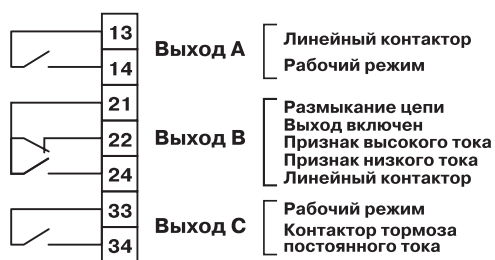 13
14
Выход A
Линейный контактор
Рабочий режим
21
22
24
Выход B
Размыкание цепи
Выход включен
Признак высокого тока
Признак низкого тока
Линейный контактор
33
34
Выход C
Рабочий режим
Контактор тормоза
постоянного тока